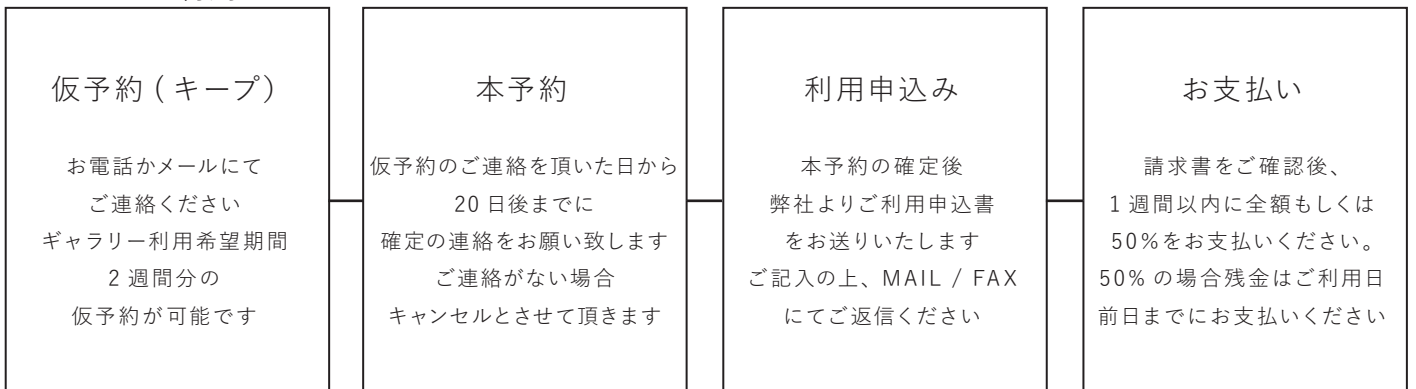 仮予約 ( キープ)
お電話かメールにて
ご連絡ください
ギャラリー利用希望期間
2 週間分の
仮予約が可能です
本予約
仮予約のご連絡を頂いた日から
20 日後までに
確定の連絡をお願い致します
ご連絡がない場合
キャンセルとさせて頂きます
利用申込み
本予約の確定後
弊社よりご利用申込書
をお送りいたします
ご記入の上、MAIL / FAX
にてご返信ください
お支払い
請求書をご確認後、
1 週間以内に全額もしくは
50%をお支払いください。
50% の場合残金はご利用日
前日までにお支払いください